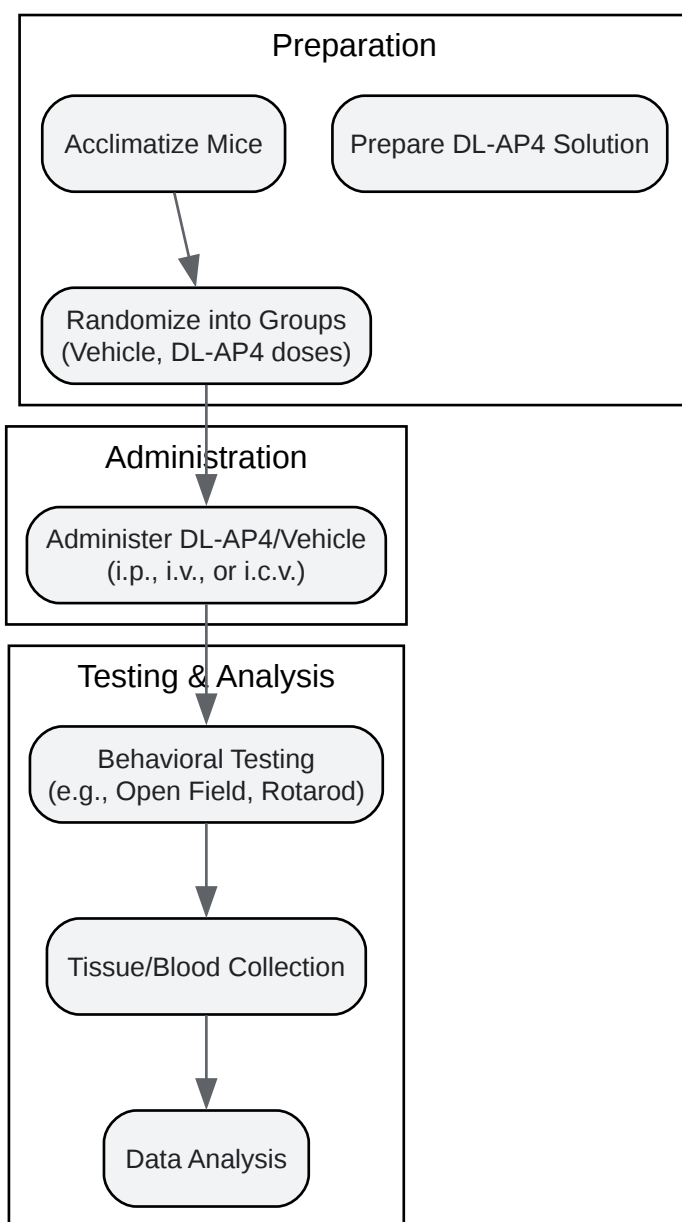 Preparation
Acclimatize Mice
Prepare DL-AP4 Solution
Randomize into Groups
(Vehicle, DL-AP4 doses)
Administration
Administer DL-AP4/Vehicle
(i.p., i.v., or i.c.v.)
Testing & Analysis
Behavioral Testing
(e.g., Open Field, Rotarod)
Tissue/Blood Collection
Data Analysis